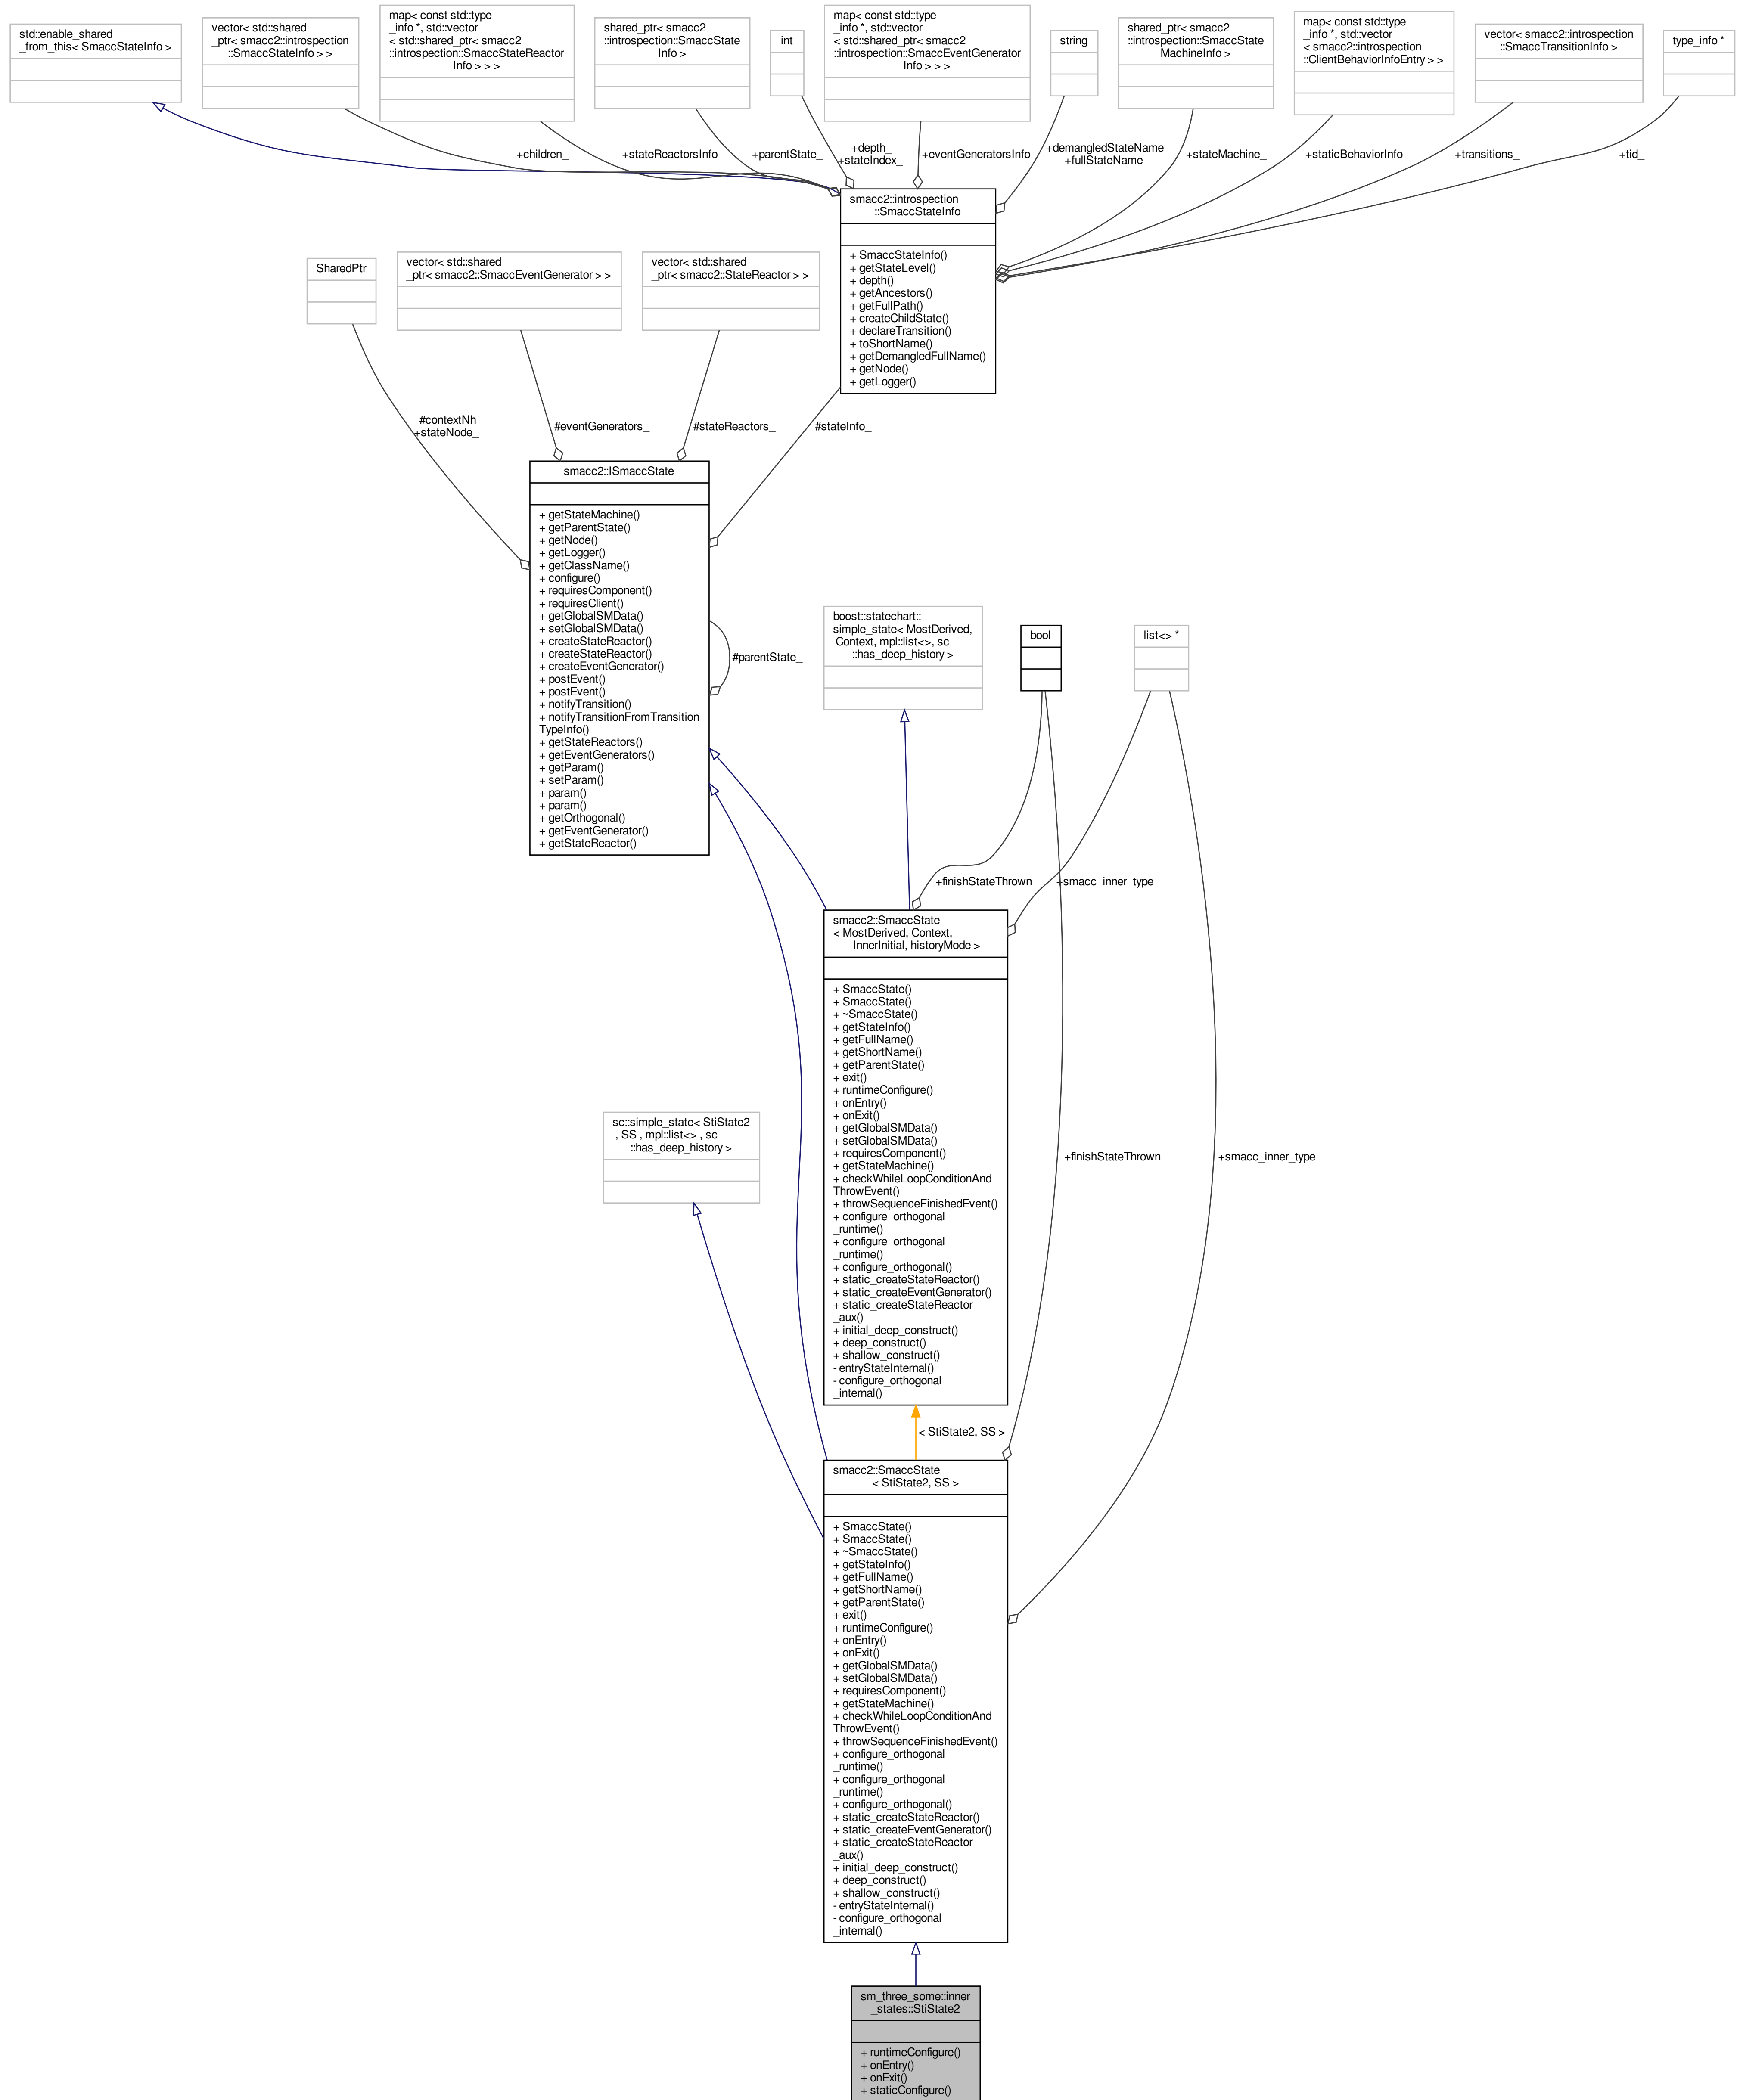 std::enable_shared
_from_this< SmaccStateInfo >
vector< std::shared
_ptr< smacc2::introspection
::SmaccStateInfo > >
map< const std::type
_info *, std::vector
< std::shared_ptr< smacc2
::introspection::SmaccStateReactor
Info > > >
shared_ptr< smacc2
::introspection::SmaccState
Info >
int
map< const std::type
_info *, std::vector
< std::shared_ptr< smacc2
::introspection::SmaccEventGenerator
Info > > >
string
shared_ptr< smacc2
::introspection::SmaccState
MachineInfo >
map< const std::type
_info *, std::vector
< smacc2::introspection
::ClientBehaviorInfoEntry > >
vector< smacc2::introspection
::SmaccTransitionInfo >
type_info *
+children_
+stateReactorsInfo
+parentState_
+depth_
+stateIndex_
+eventGeneratorsInfo
+demangledStateName
+fullStateName
+stateMachine_
+staticBehaviorInfo
+transitions_
+tid_
smacc2::introspection
::SmaccStateInfo
+ SmaccStateInfo()
+ getStateLevel()
+ depth()
+ getAncestors()
+ getFullPath()
+ createChildState()
+ declareTransition()
+ toShortName()
+ getDemangledFullName()
+ getNode()
+ getLogger()
SharedPtr
vector< std::shared
_ptr< smacc2::SmaccEventGenerator > >
vector< std::shared
_ptr< smacc2::StateReactor > >
#contextNh
+stateNode_
#eventGenerators_
#stateReactors_
#stateInfo_
smacc2::ISmaccState
+ getStateMachine()
+ getParentState()
+ getNode()
+ getLogger()
+ getClassName()
+ configure()
+ requiresComponent()
+ requiresClient()
+ getGlobalSMData()
+ setGlobalSMData()
+ createStateReactor()
+ createStateReactor()
+ createEventGenerator()
+ postEvent()
+ postEvent()
+ notifyTransition()
+ notifyTransitionFromTransition
TypeInfo()
+ getStateReactors()
+ getEventGenerators()
+ getParam()
+ setParam()
+ param()
+ param()
+ getOrthogonal()
+ getEventGenerator()
+ getStateReactor()
#parentState_
boost::statechart::
simple_state< MostDerived,
Context, mpl::list<>, sc
::has_deep_history >
bool
list<> *
+finishStateThrown
+smacc_inner_type
smacc2::SmaccState
< MostDerived, Context,
InnerInitial, historyMode >
+ SmaccState()
+ SmaccState()
+ ~SmaccState()
+ getStateInfo()
+ getFullName()
+ getShortName()
+ getParentState()
+ exit()
+ runtimeConfigure()
+ onEntry()
+ onExit()
+ getGlobalSMData()
+ setGlobalSMData()
+ requiresComponent()
+ getStateMachine()
+ checkWhileLoopConditionAnd
ThrowEvent()
+ throwSequenceFinishedEvent()
+ configure_orthogonal
_runtime()
+ configure_orthogonal
_runtime()
+ configure_orthogonal()
+ static_createStateReactor()
+ static_createEventGenerator()
+ static_createStateReactor
_aux()
+ initial_deep_construct()
+ deep_construct()
+ shallow_construct()
- entryStateInternal()
- configure_orthogonal
_internal()
sc::simple_state< StiState2
, SS , mpl::list<> , sc
::has_deep_history >
+finishStateThrown
+smacc_inner_type
< StiState2, SS >
smacc2::SmaccState
< StiState2, SS >
+ SmaccState()
+ SmaccState()
+ ~SmaccState()
+ getStateInfo()
+ getFullName()
+ getShortName()
+ getParentState()
+ exit()
+ runtimeConfigure()
+ onEntry()
+ onExit()
+ getGlobalSMData()
+ setGlobalSMData()
+ requiresComponent()
+ getStateMachine()
+ checkWhileLoopConditionAnd
ThrowEvent()
+ throwSequenceFinishedEvent()
+ configure_orthogonal
_runtime()
+ configure_orthogonal
_runtime()
+ configure_orthogonal()
+ static_createStateReactor()
+ static_createEventGenerator()
+ static_createStateReactor
_aux()
+ initial_deep_construct()
+ deep_construct()
+ shallow_construct()
- entryStateInternal()
- configure_orthogonal
_internal()
sm_three_some::inner
_states::StiState2
+ runtimeConfigure()
+ onEntry()
+ onExit()
+ staticConfigure()